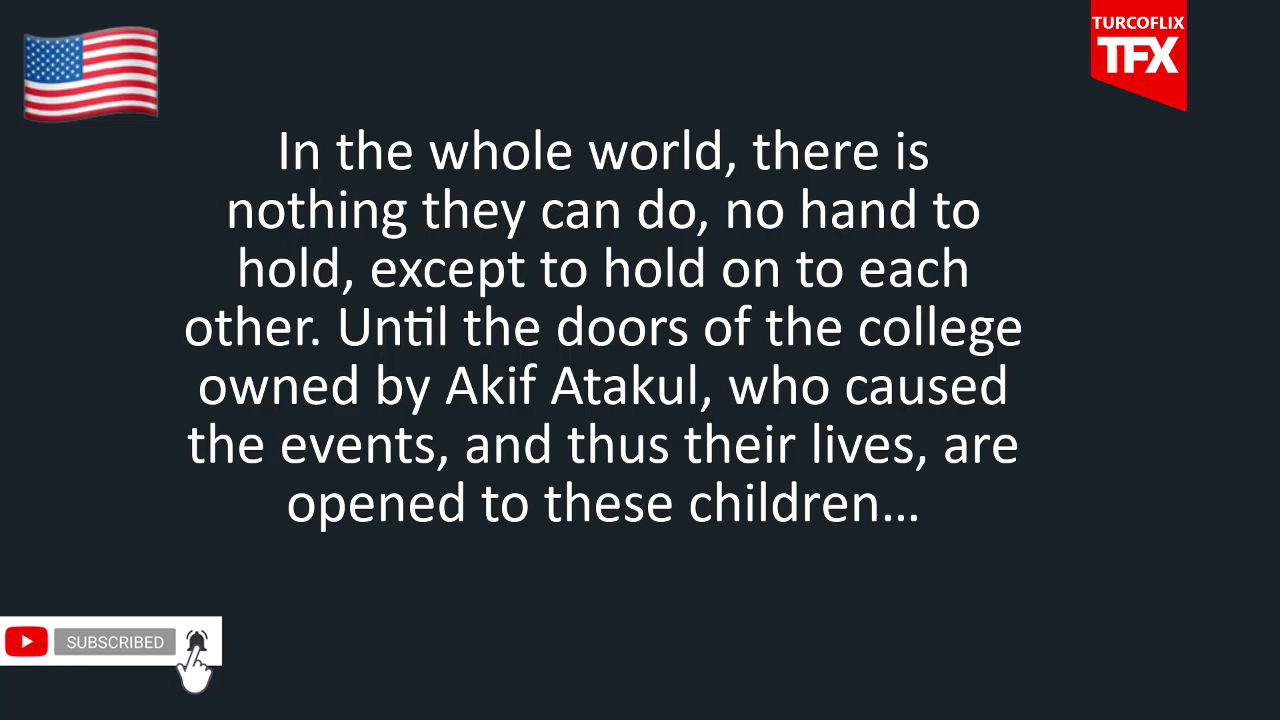 TURCOFLIX
TFX
In the whole world, there is
nothing they can do, no hand to
hold, except to hold on to each
other. Until the doors of the college
owned by Akif Atakul, who caused
the events, and thus their lives, are
opened to these children...
SUBSCRIBED